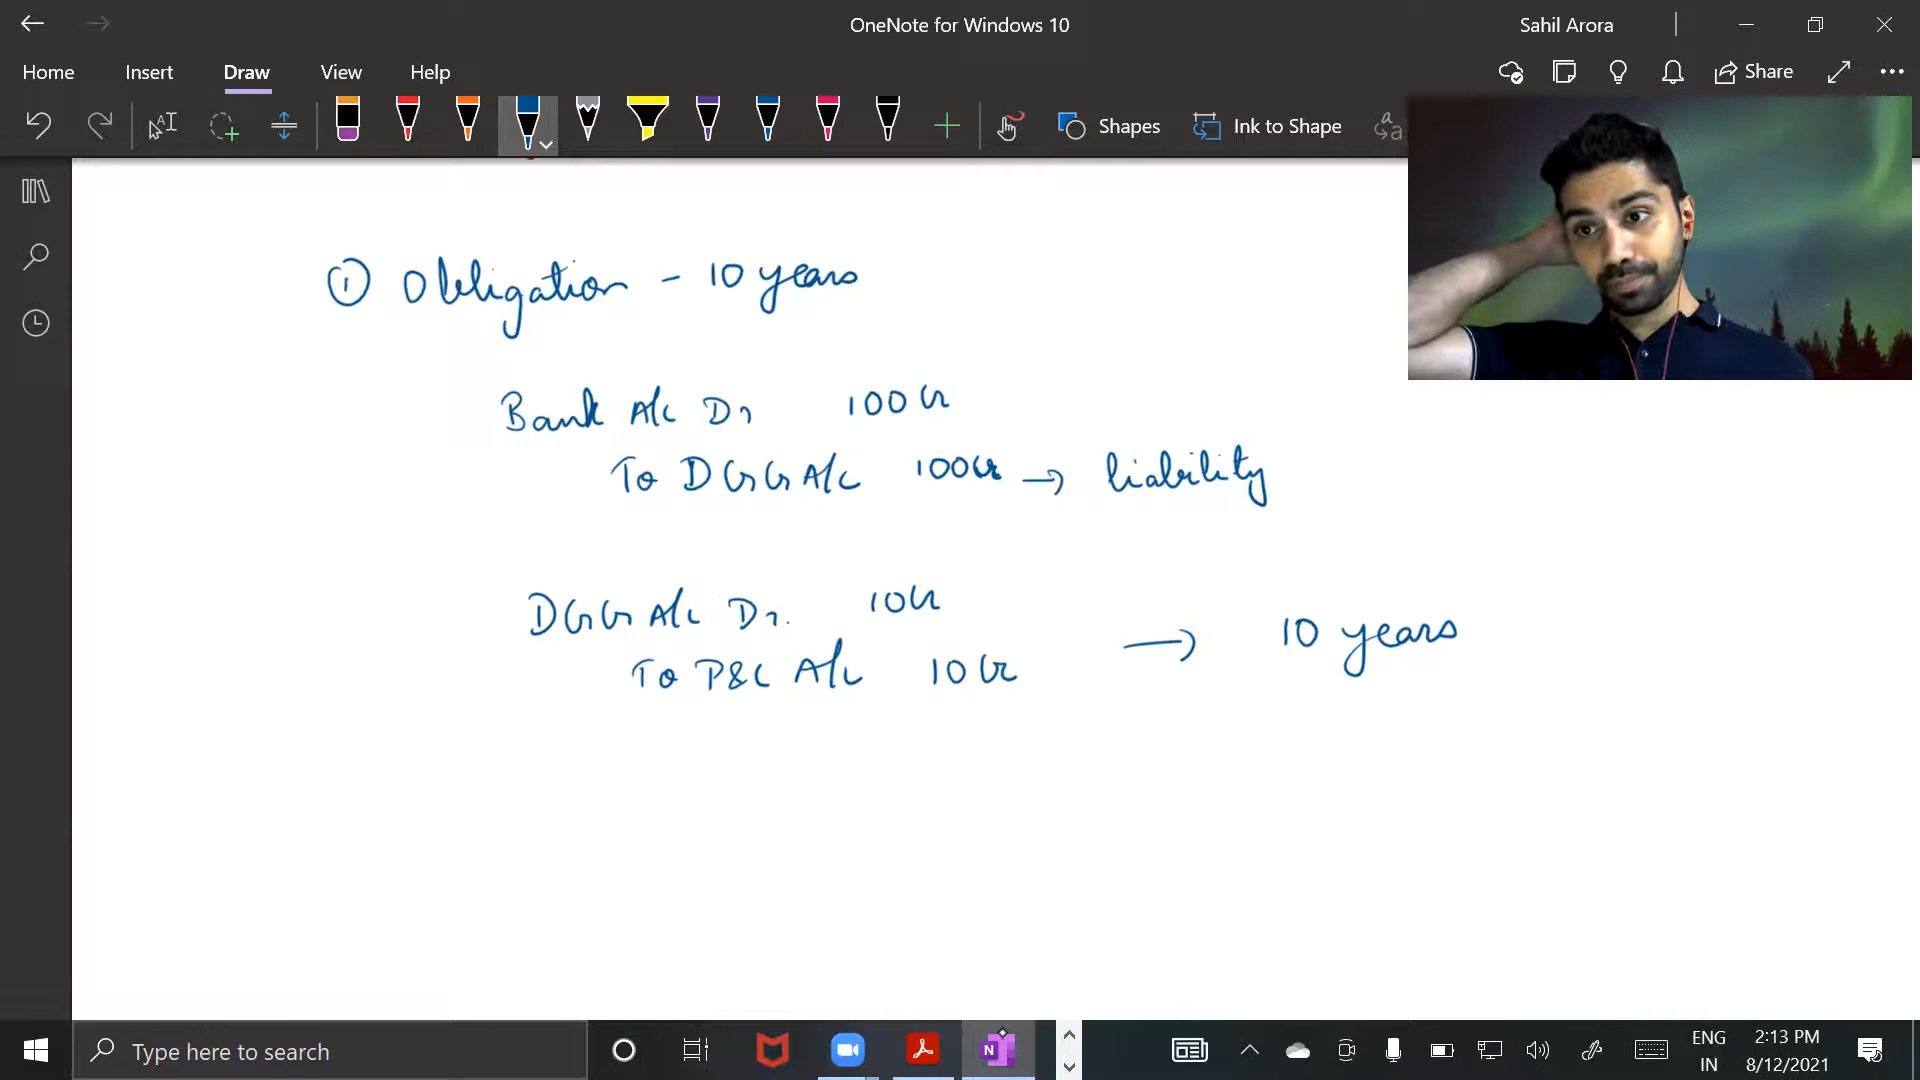 OneNote for Windows 10
Sahil Arora
Home Insert Draw View Help
Share
Shapes
Ink to Shape
① Obligation - 10 years
Bank A/c Dr 100 Cr
To DGG A/c 100 Cr → liability
DGG A/c Dr. 10 Cr
To P&L A/c 10 Cr → 10 years
Type here to search
ENG
IN
2:13 PM
8/12/2021